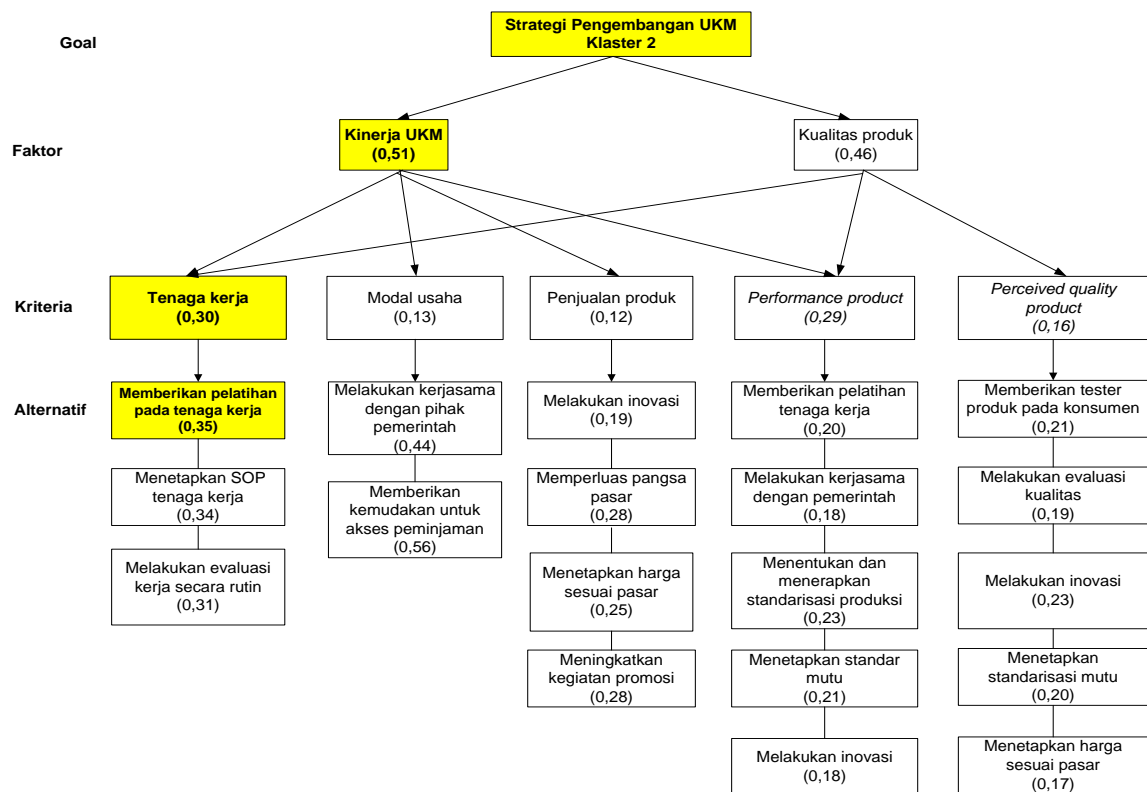 Goal
Strategi Pengembangan UKM
Klaster 2
Faktor
Kinerja UKM
(0,51)
Kualitas produk
(0,46)
Kriteria
Tenaga kerja
(0,30)
Modal usaha
(0,13)
Penjualan produk
(0,12)
Performance product
(0,29)
Perceived quality
product
(0,16)
Alternatif
Memberikan pelatihan
pada tenaga kerja
(0,35)
Menetapkan SOP
tenaga kerja
(0,34)
Melakukan evaluasi
kerja secara rutin
(0,31)
Melakukan kerjasama
dengan pihak
pemerintah
(0,44)
Memberikan
kemudakan untuk
akses peminjaman
(0,56)
Melakukan inovasi
(0,19)
Memperluas pangsa
pasar
(0,28)
Menetapkan harga
sesuai pasar
(0,25)
Meningkatkan
kegiatan promosi
(0,28)
Memberikan pelatihan
tenaga kerja
(0,20)
Melakukan kerjasama
dengan pemerintah
(0,18)
Menentukan dan
menerapkan
standarisasi produksi
(0,23)
Menetapkan standar
mutu
(0,21)
Melakukan inovasi
(0,18)
Memberikan tester
produk pada konsumen
(0,21)
Melakukan evaluasi
kualitas
(0,19)
Melakukan inovasi
(0,23)
Menetapkan
standarisasi mutu
(0,20)
Menetapkan harga
sesuai pasar
(0,17)